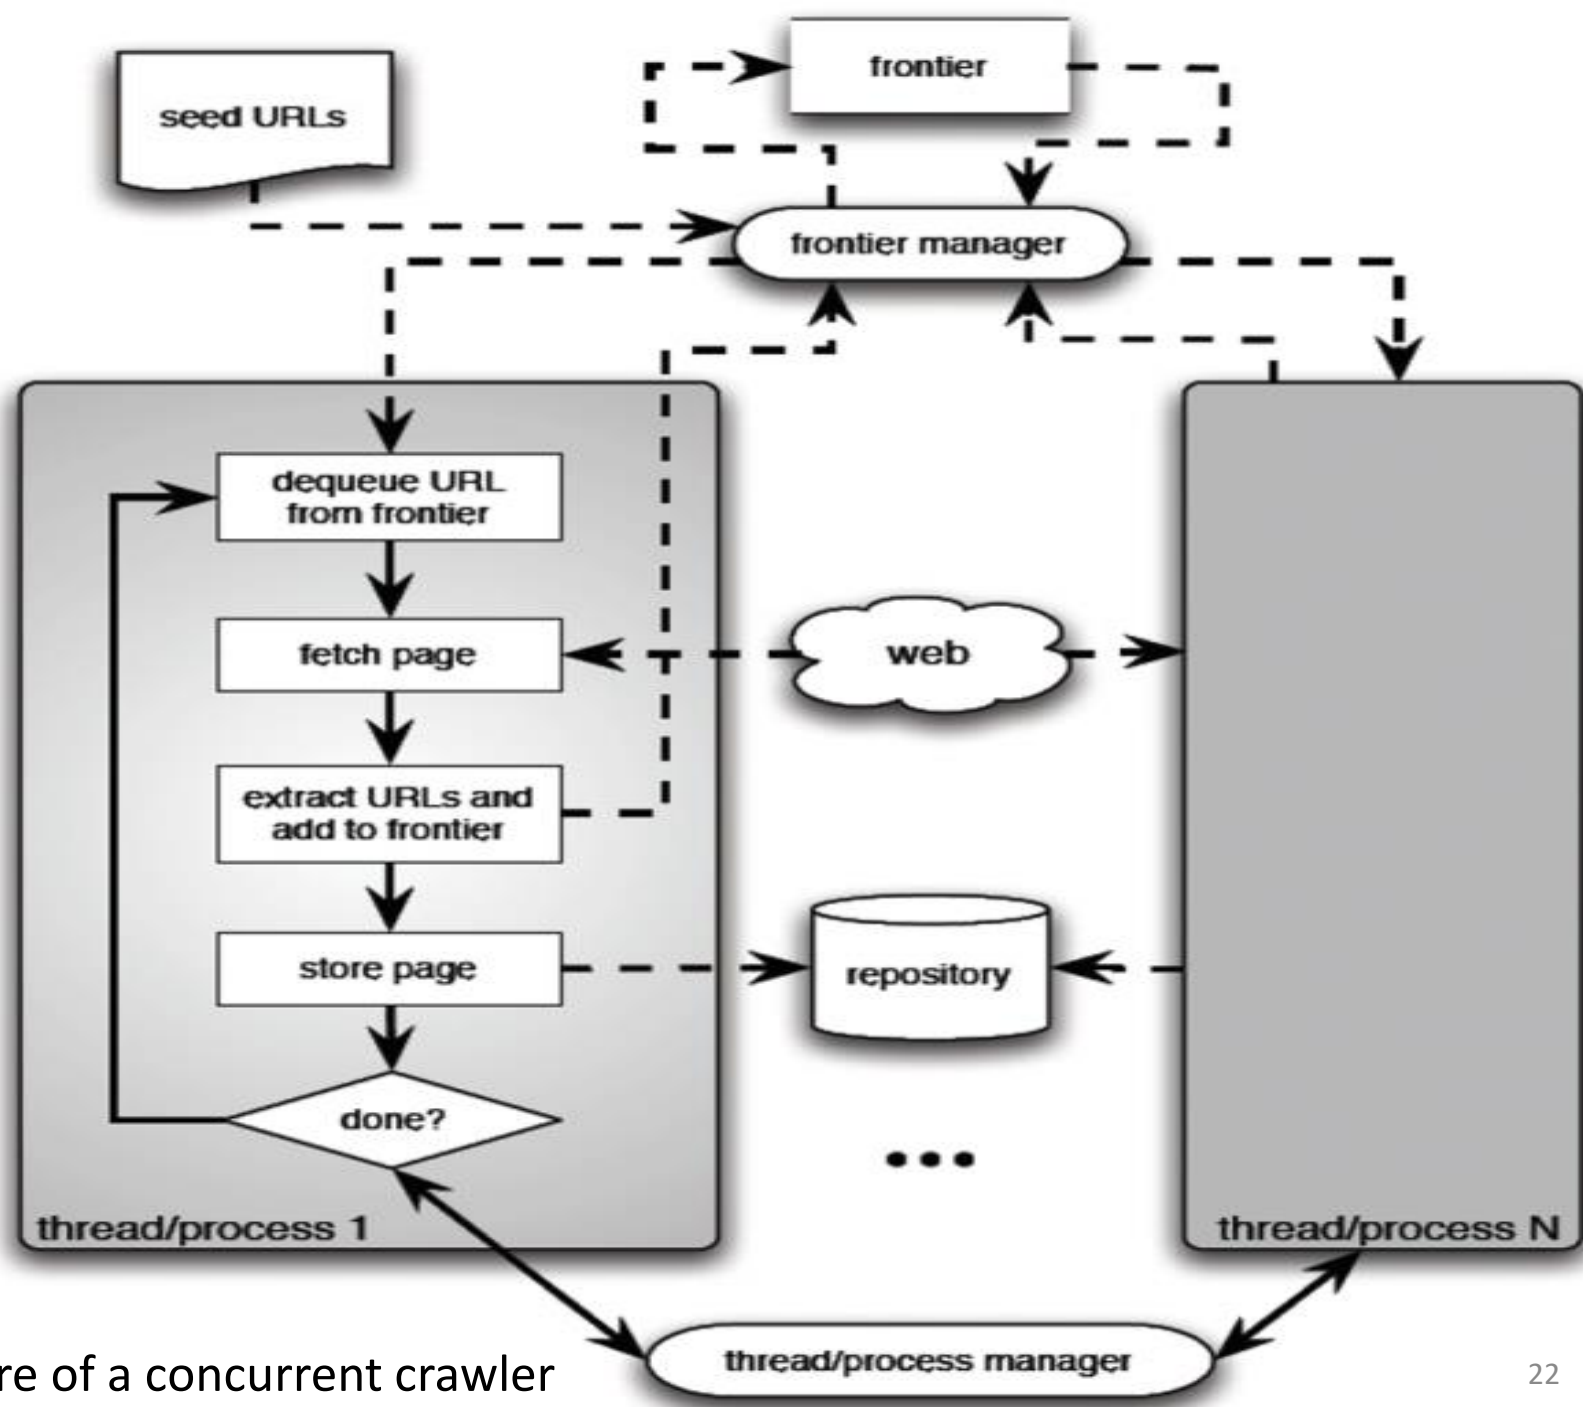 seed URLs
frontier
frontier manager
dequeue URL
from frontier
fetch page
web
extract URLs and
add to frontier
store page
repository
done?
...
thread/process 1
thread/process N
thread/process manager
re of a concurrent crawler
22